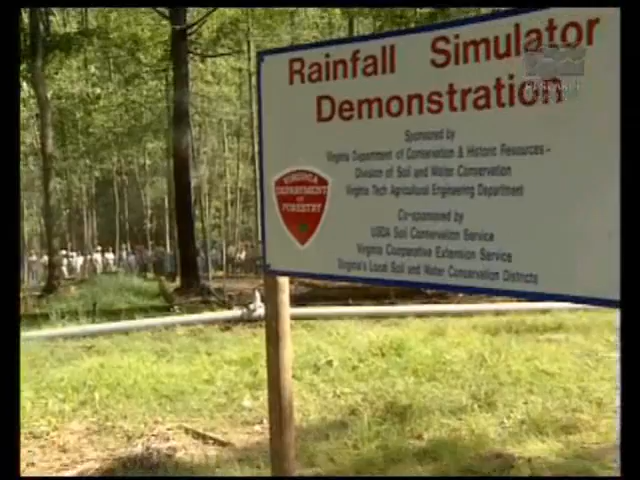 Rainfall Simulator
Demonstration
Sponsored by
Virginia Department of Conservation & Historic Resources -
Division of Soil and Water Conservation
Virginia Tech Agricultural Engineering Department
Co-sponsored by
USDA Soil Conservation Service
Virginia Cooperative Extension Service
Virginia's Local Soil and Water Conservation Districts
VIRGINIA
DEPARTMENT
of
FORESTRY